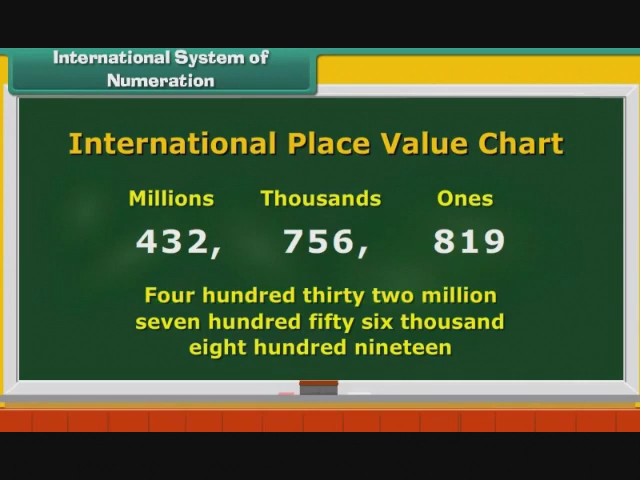 International System of
Numeration
International Place Value Chart
Millions Thousands Ones
432, 756, 819
Four hundred thirty two million
seven hundred fifty six thousand
eight hundred nineteen